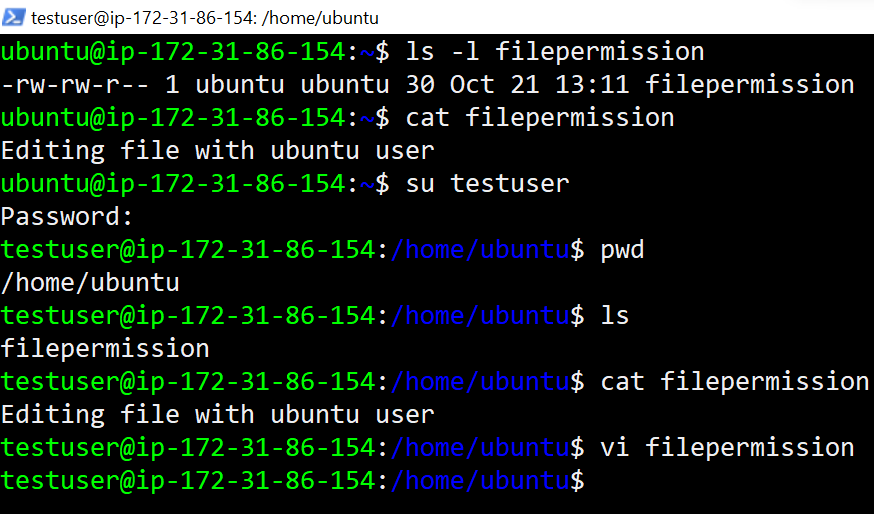 testuser@ip-172-31-86-154: /home/ubuntu
ubuntu@ip-172-31-86-154:~$ ls -l filepermission
-rw-rw-r-- 1 ubuntu ubuntu 30 Oct 21 13:11 filepermission
ubuntu@ip-172-31-86-154:~$ cat filepermission
Editing file with ubuntu user
ubuntu@ip-172-31-86-154:~$ su testuser
Password:
testuser@ip-172-31-86-154:/home/ubuntu$ pwd
/home/ubuntu
testuser@ip-172-31-86-154:/home/ubuntu$ ls
filepermission
testuser@ip-172-31-86-154:/home/ubuntu$ cat filepermission
Editing file with ubuntu user
testuser@ip-172-31-86-154:/home/ubuntu$ vi filepermission
testuser@ip-172-31-86-154:/home/ubuntu$